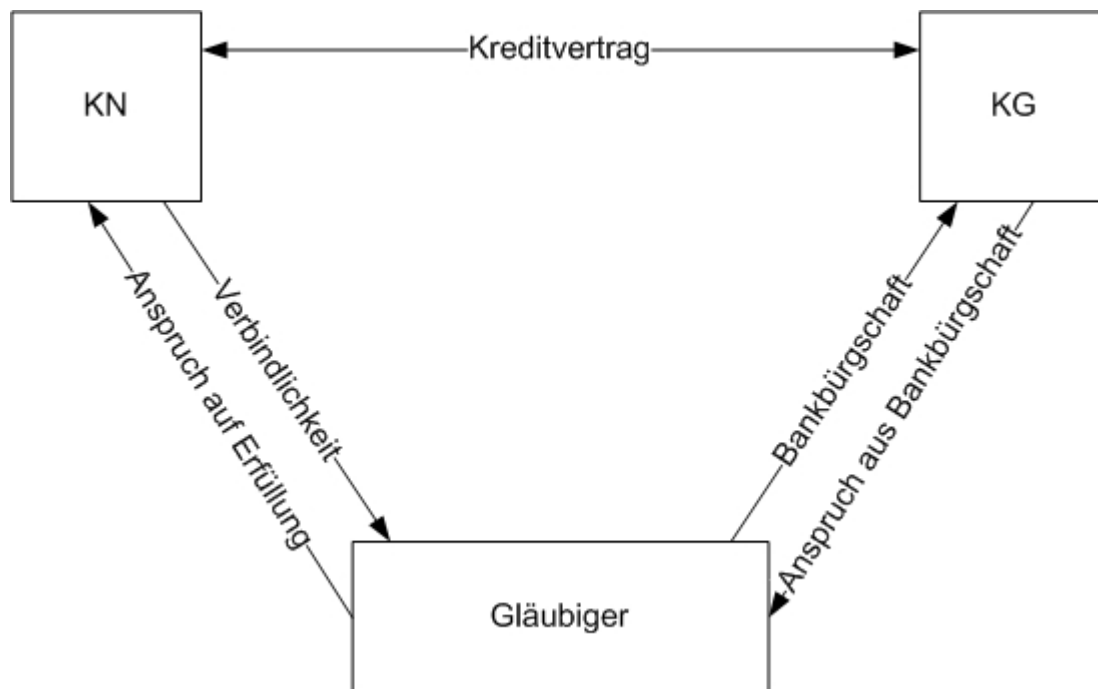 Kreditvertrag
KN
KG
Anspruch auf Erfüllung
Verbindlichkeit
Bankbürgschaft
Anspruch aus Bankbürgschaft
Gläubiger